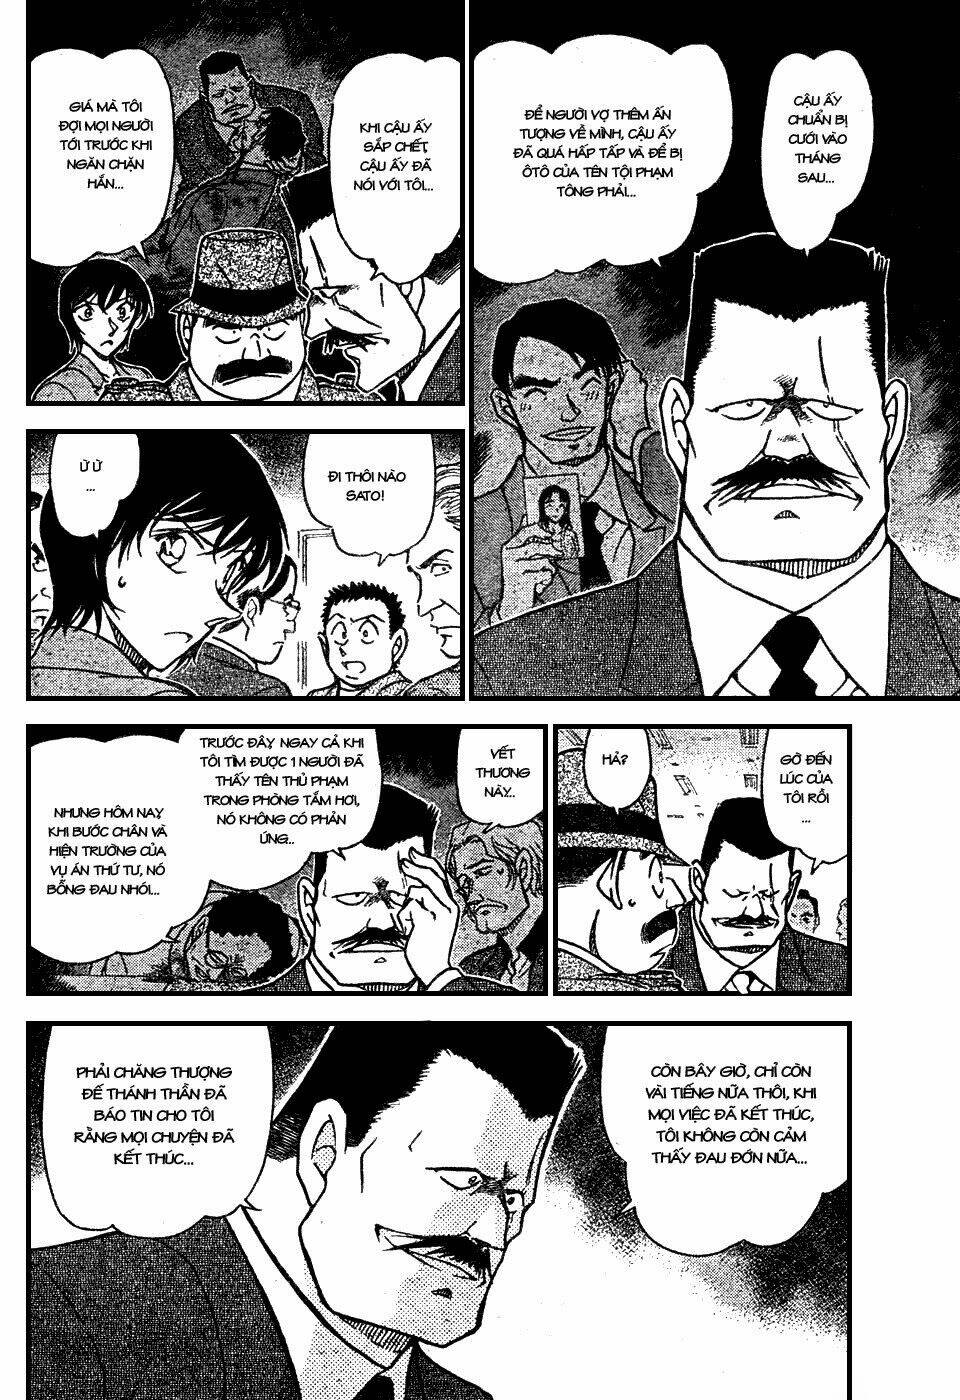 CẬU ẤY
CHUẨN BỊ
CƯỚI VÀO
THÁNG
SAU...
ĐỂ NGƯỜI VỢ THÊM ẤN
TƯỢNG VỀ MÌNH, CẬU ẤY
ĐÃ QUÁ HẤP TẤP VÀ ĐỂ BỊ
ÔTÔ CỦA TÊN TỘI PHẠM
TÔNG PHẢI...
KHI CẬU ẤY
SẮP CHẾT,
CẬU ẤY ĐÃ
NÓI VỚI TÔI...
GIÁ MÀ TÔI
ĐỢI MỌI NGƯỜI
TỚI TRƯỚC KHI
NGĂN CHẶN
HẮN...
ĐI THÔI NÀO
SATO!
Ừ Ừ
...
GỜ ĐẾN
LÚC CỦA
TÔI RỒI
...
HẢ?
VẾT
THƯƠNG
NÀY..
TRƯỚC ĐÂY, NGAY CẢ KHI
TÔI TÌM ĐƯỢC 1 NGƯỜI ĐÃ
THẤY TÊN THỦ PHẠM
TRONG PHÒNG TẮM HƠI,
NÓ KHÔNG CÓ PHẢN
ỨNG..
NHƯNG HÔM NAY,
KHI BƯỚC CHÂN VÀ
HIỆN TRƯỜNG CỦA
VỤ ÁN THỨ TƯ, NÓ
BỖNG ĐAU NHÓI...
CÒN BÂY GIỜ, CHỈ CÒN
VÀI TIẾNG NỮA THÔI, KHI
MỌI VIỆC ĐÃ KẾT THÚC,
TÔI KHÔNG CÒN CẢM
THẤY ĐAU ĐỚN NỮA...
PHẢI CHĂNG THƯỢNG
ĐẾ THÁNH THẦN ĐÃ
BÁO TIN CHO TÔI
RẰNG MỌI CHUYỆN ĐÃ
KẾT THÚC...